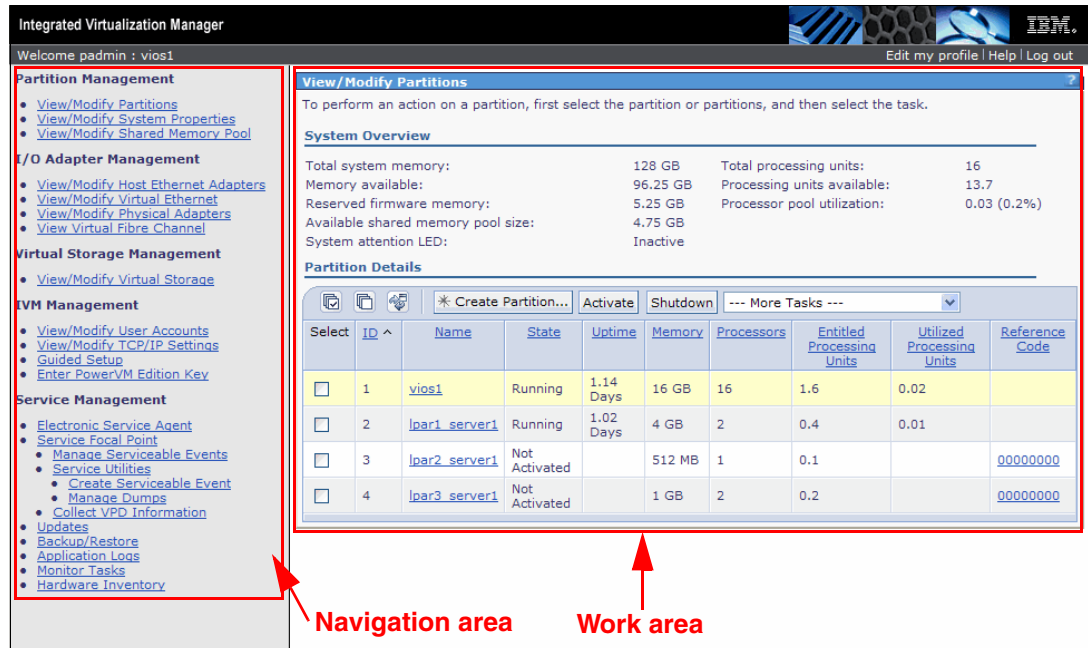 Integrated Virtualization Manager
IBM.
Welcome padmin : vios1
Edit my profile | Help | Log out
Partition Management
View/Modify Partitions
View/Modify System Properties
View/Modify Shared Memory Pool
I/O Adapter Management
View/Modify Host Ethernet Adapters
View/Modify Virtual Ethernet
View/Modify Physical Adapters
View Virtual Fibre Channel
Virtual Storage Management
View/Modify Virtual Storage
IVM Management
View/Modify User Accounts
View/Modify TCP/IP Settings
Guided Setup
Enter PowerVM Edition Key
Service Management
Electronic Service Agent
Service Focal Point
Manage Serviceable Events
Service Utilities
Create Serviceable Event
Manage Dumps
Collect VPD Information
Updates
Backup/Restore
Application Logs
Monitor Tasks
Hardware Inventory
View/Modify Partitions ?
To perform an action on a partition, first select the partition or partitions, and then select the task.
System Overview
Total system memory: 128 GB Total processing units: 16
Memory available: 96.25 GB Processing units available: 13.7
Reserved firmware memory: 5.25 GB Processor pool utilization: 0.03 (0.2%)
Available shared memory pool size: 4.75 GB
System attention LED: Inactive
Partition Details
Create Partition... Activate Shutdown --- More Tasks ---
Select ID ^ Name State Uptime Memory Processors Entitled Processing Units Utilized Processing Units Reference Code
1 vios1 Running 1.14 Days 16 GB 16 1.6 0.02
2 lpar1_server1 Running 1.02 Days 4 GB 2 0.4 0.01
3 lpar2_server1 Not Activated 512 MB 1 0.1 00000000
4 lpar3_server1 Not Activated 1 GB 2 0.2 00000000
Navigation area
Work area